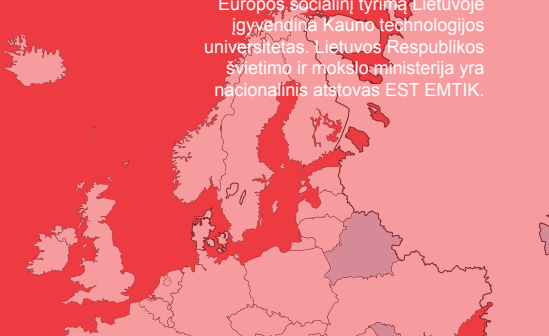 Europos socialinį tyrimą Lietuvoje
įgyvendina Kauno technologijos
universitetas. Lietuvos Respublikos
švietimo ir mokslo ministerija yra
nacionalinis atstovas EST EMTIK.